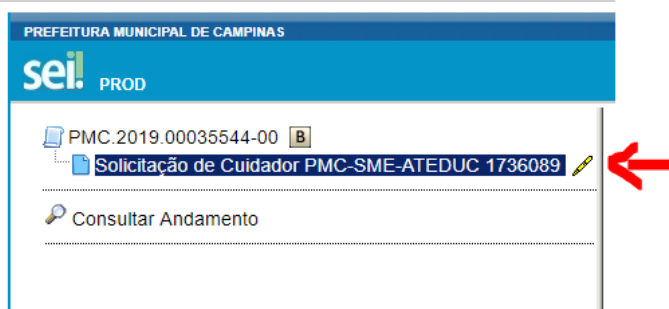 PREFEITURA MUNICIPAL DE CAMPINAS
sei! PROD
PMC.2019.00035544-00 B
Solicitação de Cuidador PMC-SME-ATEDUC 1736089
Consultar Andamento